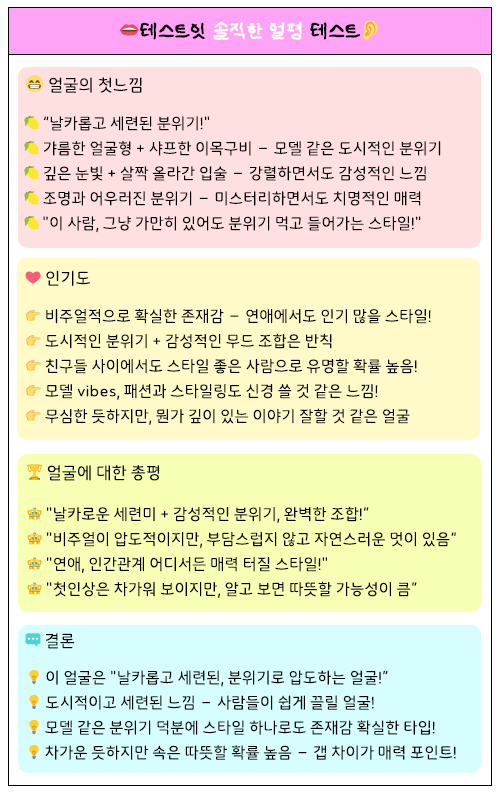 테스트잇 솔직한 얼평 테스트
얼굴의 첫느낌
"날카롭고 세련된 분위기!"
갸름한 얼굴형 + 샤프한 이목구비 – 모델 같은 도시적인 분위기
깊은 눈빛 + 살짝 올라간 입술 – 강렬하면서도 감성적인 느낌
조명과 어우러진 분위기 – 미스터리하면서도 치명적인 매력
"이 사람, 그냥 가만히 있어도 분위기 먹고 들어가는 스타일!"
인기도
비주얼적으로 확실한 존재감 – 연애에서도 인기 많을 스타일!
도시적인 분위기 + 감성적인 무드 조합은 반칙
친구들 사이에서도 스타일 좋은 사람으로 유명할 확률 높음!
모델 vibes, 패션과 스타일링도 신경 쓸 것 같은 느낌!
무심한 듯하지만, 뭔가 깊이 있는 이야기 잘할 것 같은 얼굴
얼굴에 대한 총평
"날카로운 세련미 + 감성적인 분위기, 완벽한 조합!"
"비주얼이 압도적이지만, 부담스럽지 않고 자연스러운 멋이 있음"
"연애, 인간관계 어디서든 매력 터질 스타일!"
"첫인상은 차가워 보이지만, 알고 보면 따뜻할 가능성이 큼"
결론
이 얼굴은 "날카롭고 세련된, 분위기로 압도하는 얼굴!"
도시적이고 세련된 느낌 – 사람들이 쉽게 끌릴 얼굴!
모델 같은 분위기 덕분에 스타일 하나로도 존재감 확실한 타입!
차가운 듯하지만 속은 따뜻할 확률 높음 – 갭 차이가 매력 포인트!